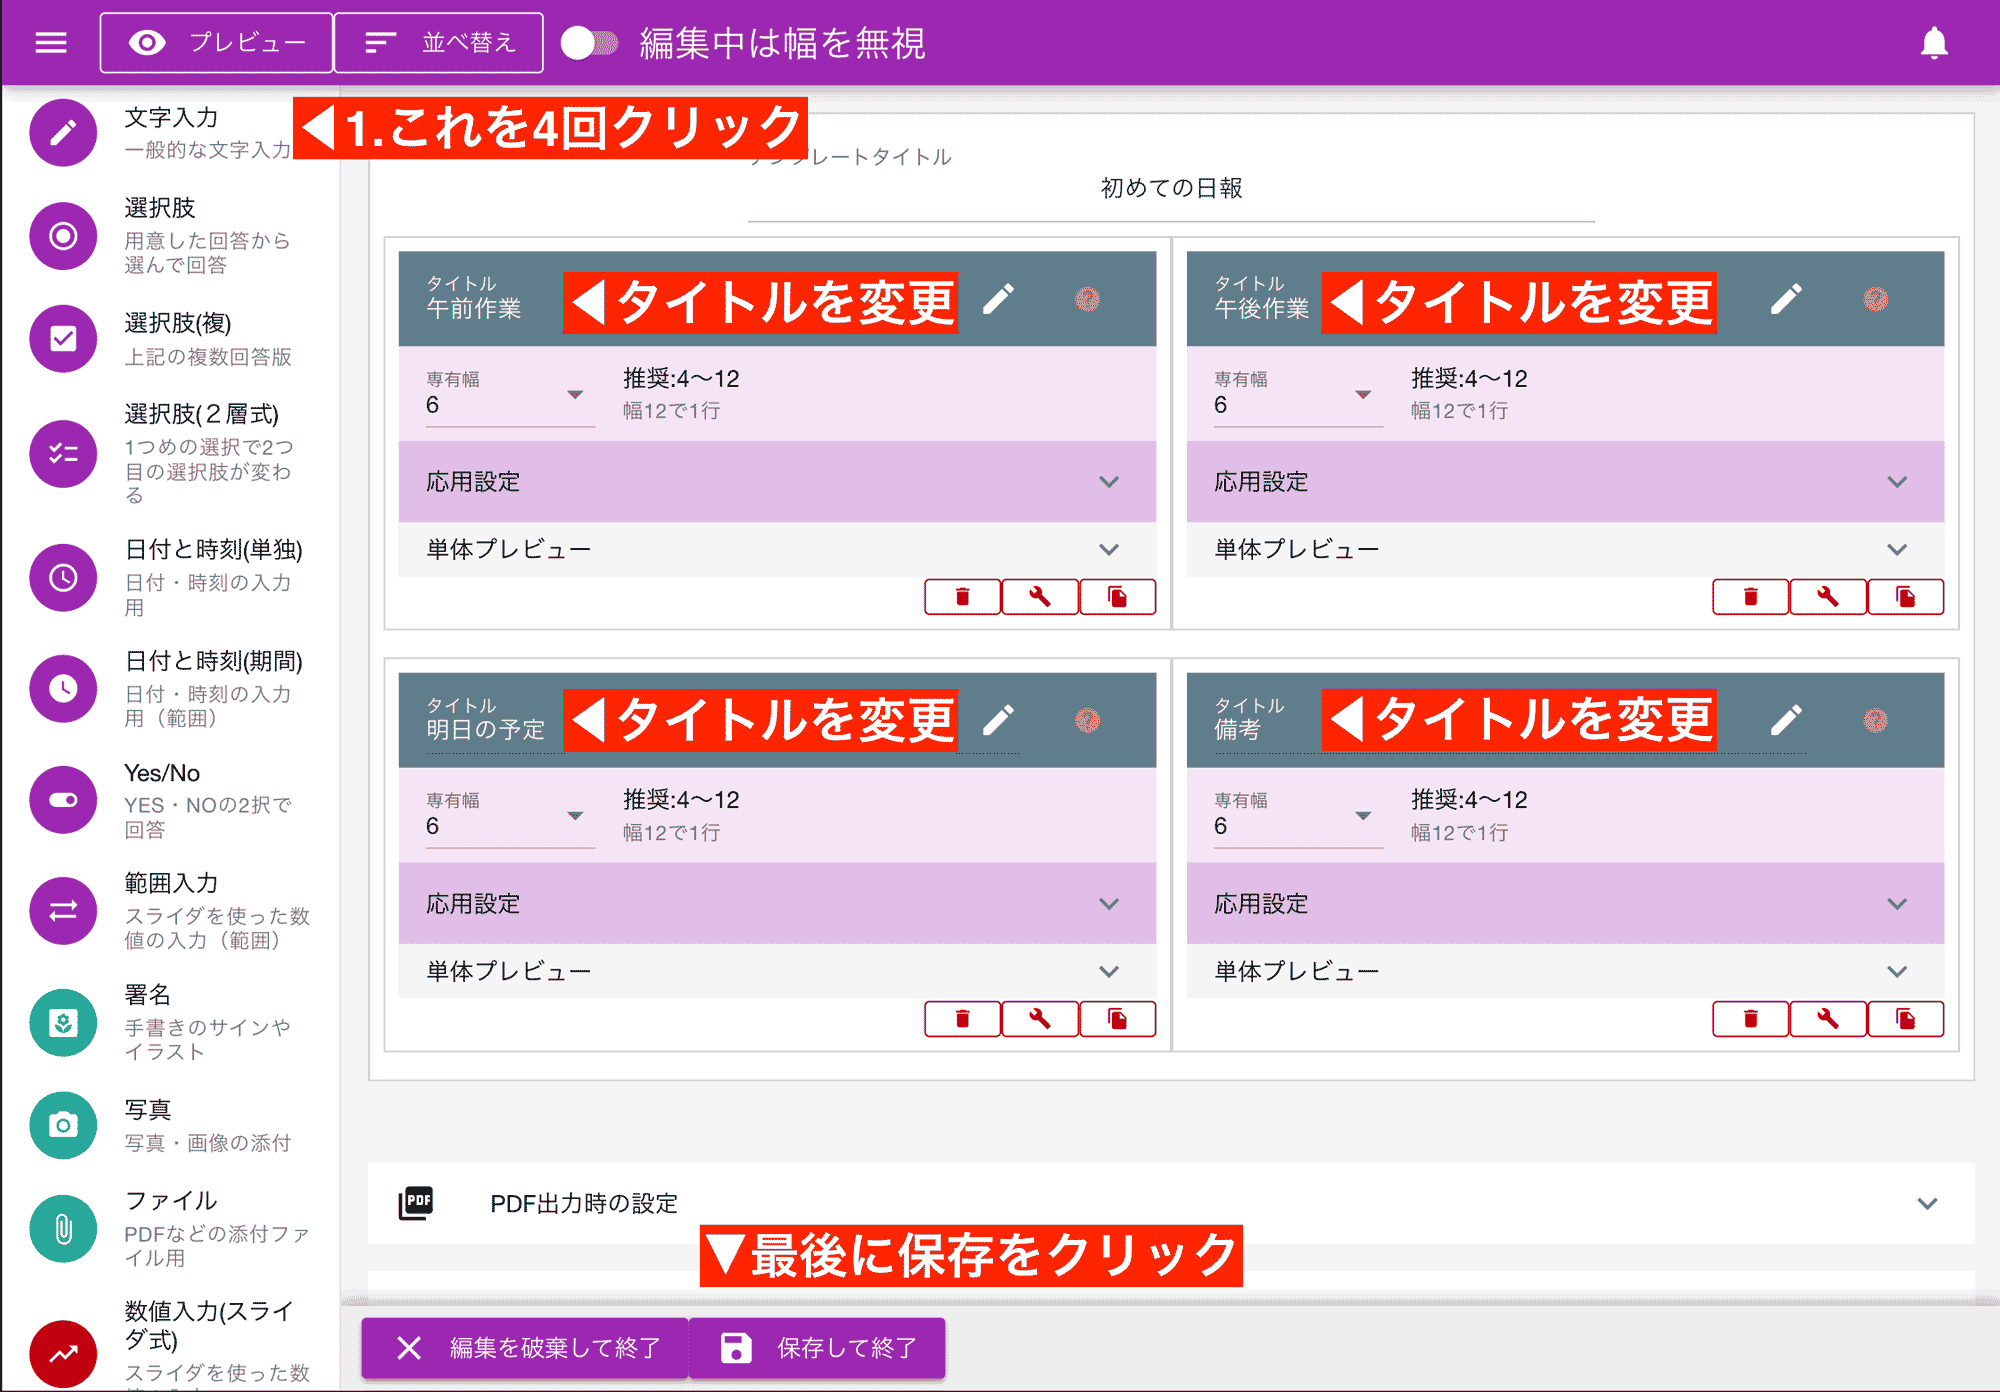 プレビュー
並べ替え
編集中は幅を無視
文字入力
一般的な文字入力
◀1.これを4回クリック
選択肢
用意した回答から
選んで回答
選択肢(複)
上記の複数回答版
選択肢(２層式)
1つめの選択で2つ
目の選択肢が変わ
る
日付と時刻(単独)
日付・時刻の入力
用
日付と時刻(期間)
日付・時刻の入力
用（範囲）
Yes/No
YES・NOの2択で
回答
範囲入力
スライダを使った数
値の入力（範囲）
署名
手書きのサインや
イラスト
写真
写真・画像の添付
ファイル
PDFなどの添付ファ
イル用
数値入力(スライ
ダ式)
スライダを使った数
テンプレートタイトル
初めての日報
タイトル
午前作業
◀タイトルを変更
専有幅
6
推奨:4〜12
幅12で1行
応用設定
単体プレビュー
タイトル
午後作業
◀タイトルを変更
専有幅
6
推奨:4〜12
幅12で1行
応用設定
単体プレビュー
タイトル
明日の予定
◀タイトルを変更
専有幅
6
推奨:4〜12
幅12で1行
応用設定
単体プレビュー
タイトル
備考
◀タイトルを変更
専有幅
6
推奨:4〜12
幅12で1行
応用設定
単体プレビュー
PDF
PDF出力時の設定
▼最後に保存をクリック
編集を破棄して終了
保存して終了